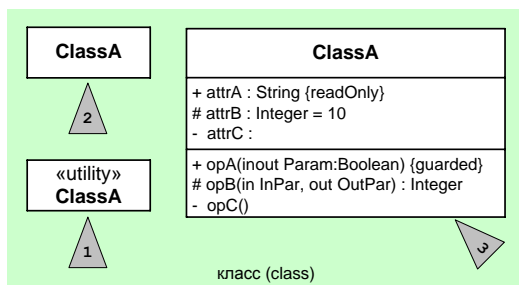 ClassA
2
«utility»
ClassA
1
ClassA
+ attrA : String {readOnly}
# attrB : Integer = 10
- attrC :
+ opA(inout Param:Boolean) {guarded}
# opB(in InPar, out OutPar) : Integer
- opC()
3
класс (class)